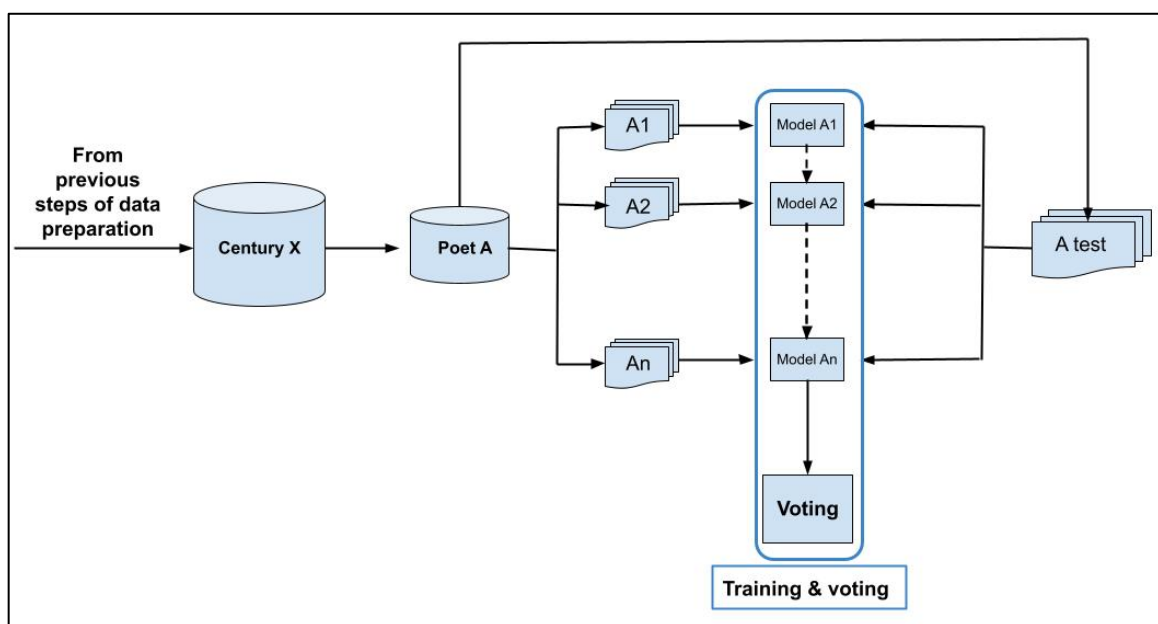 From
previous
steps of data
preparation
Century X
Poet A
A1
A2
An
Model A1
Model A2
Model An
Voting
A test
Training & voting